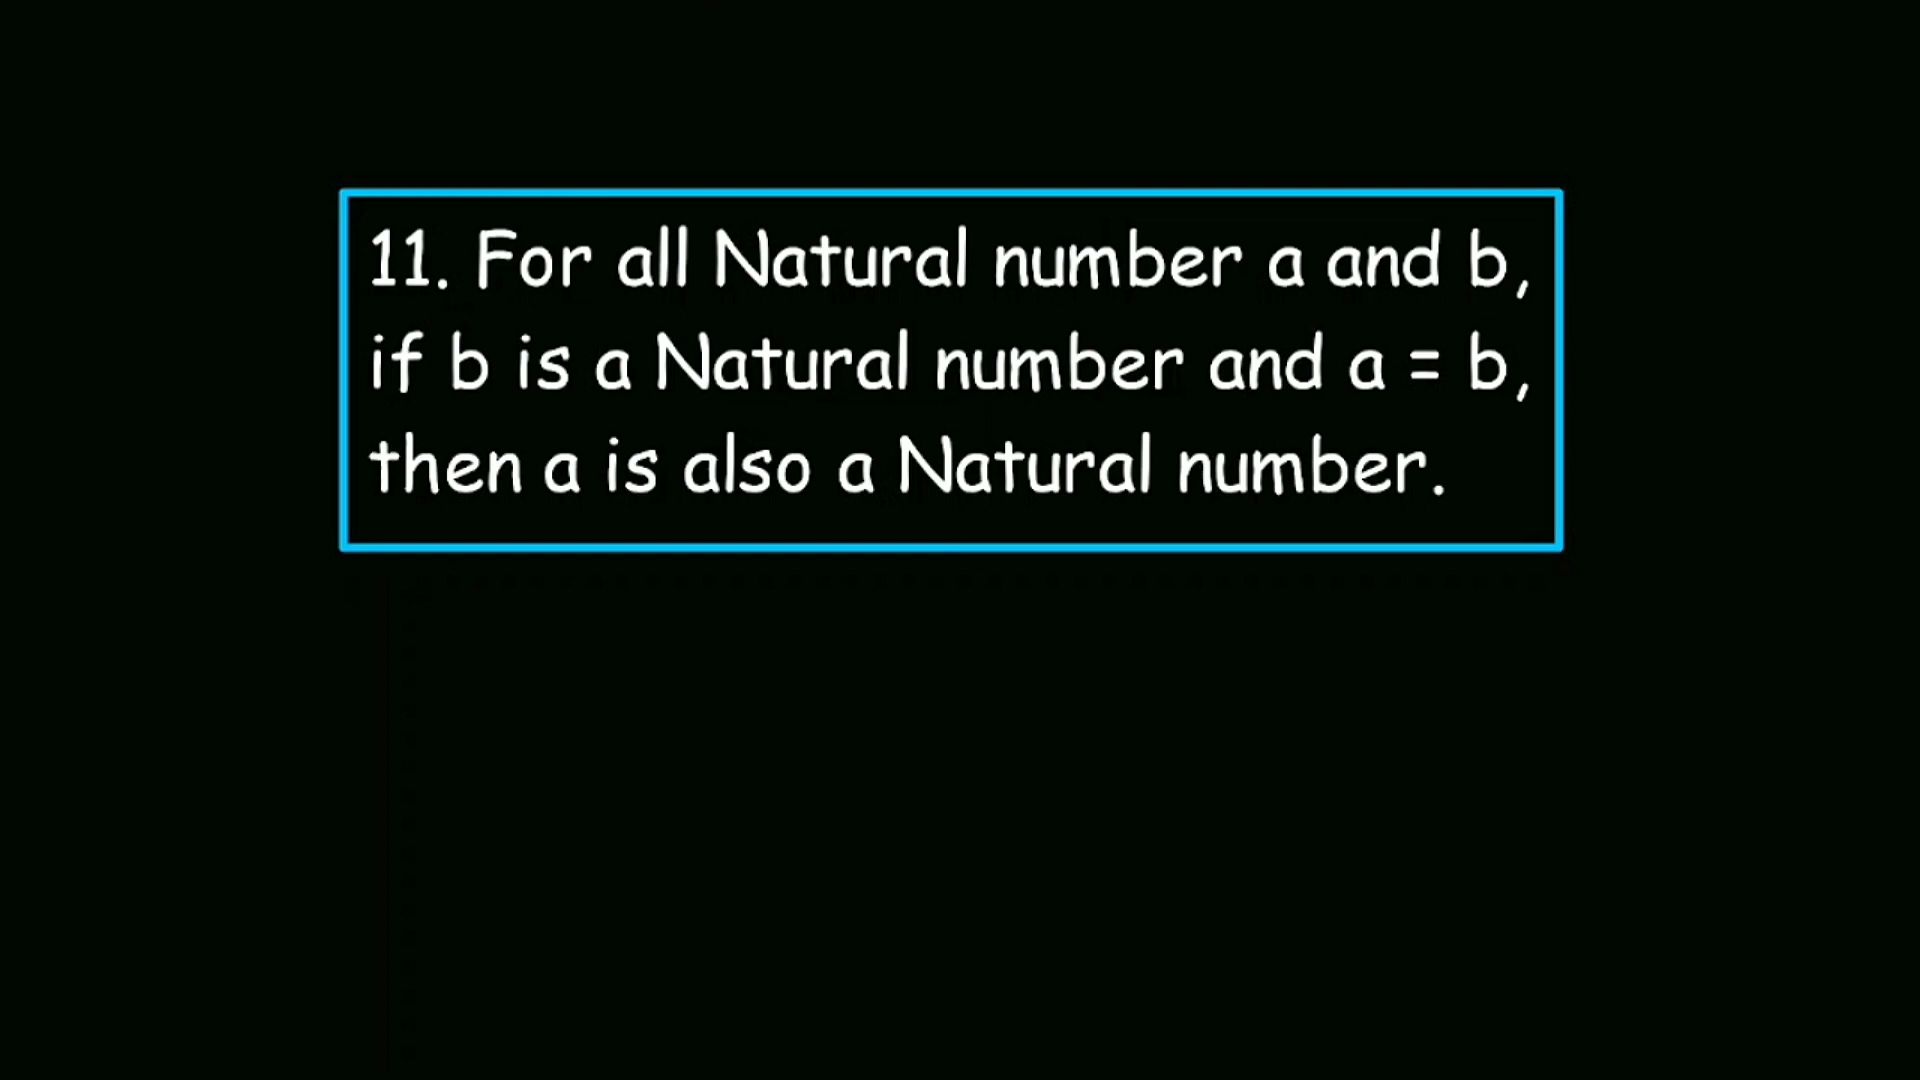 11. For all Natural number a and b,
if b is a Natural number and a = b,
then a is also a Natural number.